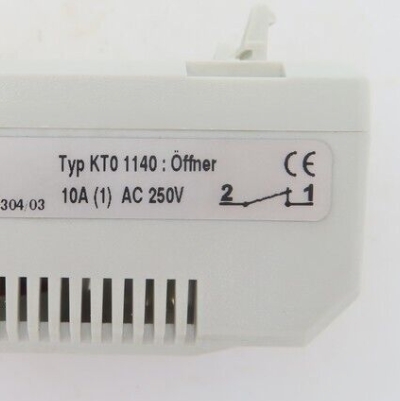 Typ KT0 1140 : Öffner CE
10A (1) AC 250V 2 1
304/03